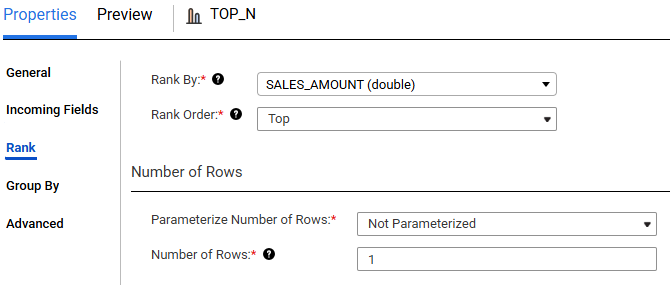 Properties Preview TOP_N
General
Rank By:* ? SALES_AMOUNT (double)
Incoming Fields
Rank Order:* ? Top
Rank
Number of Rows
Group By
Parameterize Number of Rows:* Not Parameterized
Advanced
Number of Rows:* ? 1